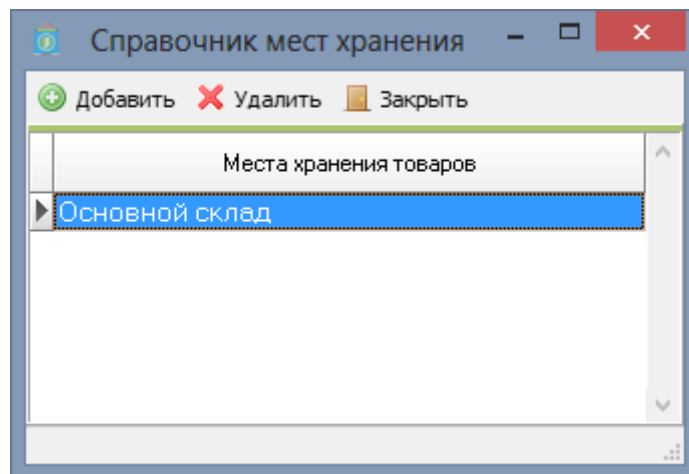 Справочник мест хранения
Добавить Удалить Закрыть
Места хранения товаров
Основной склад